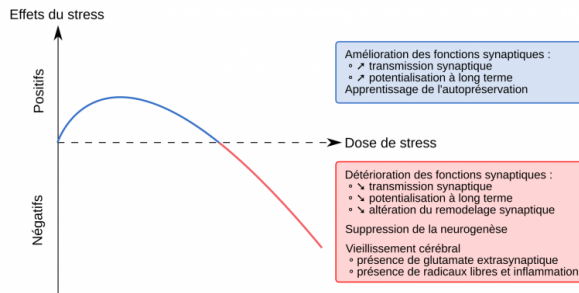 Effets du stress
Positifs
Négatifs
Dose de stress
Amélioration des fonctions synaptiques :
∘ ➚ transmission synaptique
∘ ➚ potentialisation à long terme
Apprentissage de l'autopréservation
Détérioration des fonctions synaptiques :
∘ ➘ transmission synaptique
∘ ➘ potentialisation à long terme
∘ ➘ altération du remodelage synaptique
Suppression de la neurogenèse
Vieillissement cérébral
∘ présence de glutamate extrasynaptique
∘ présence de radicaux libres et inflammation